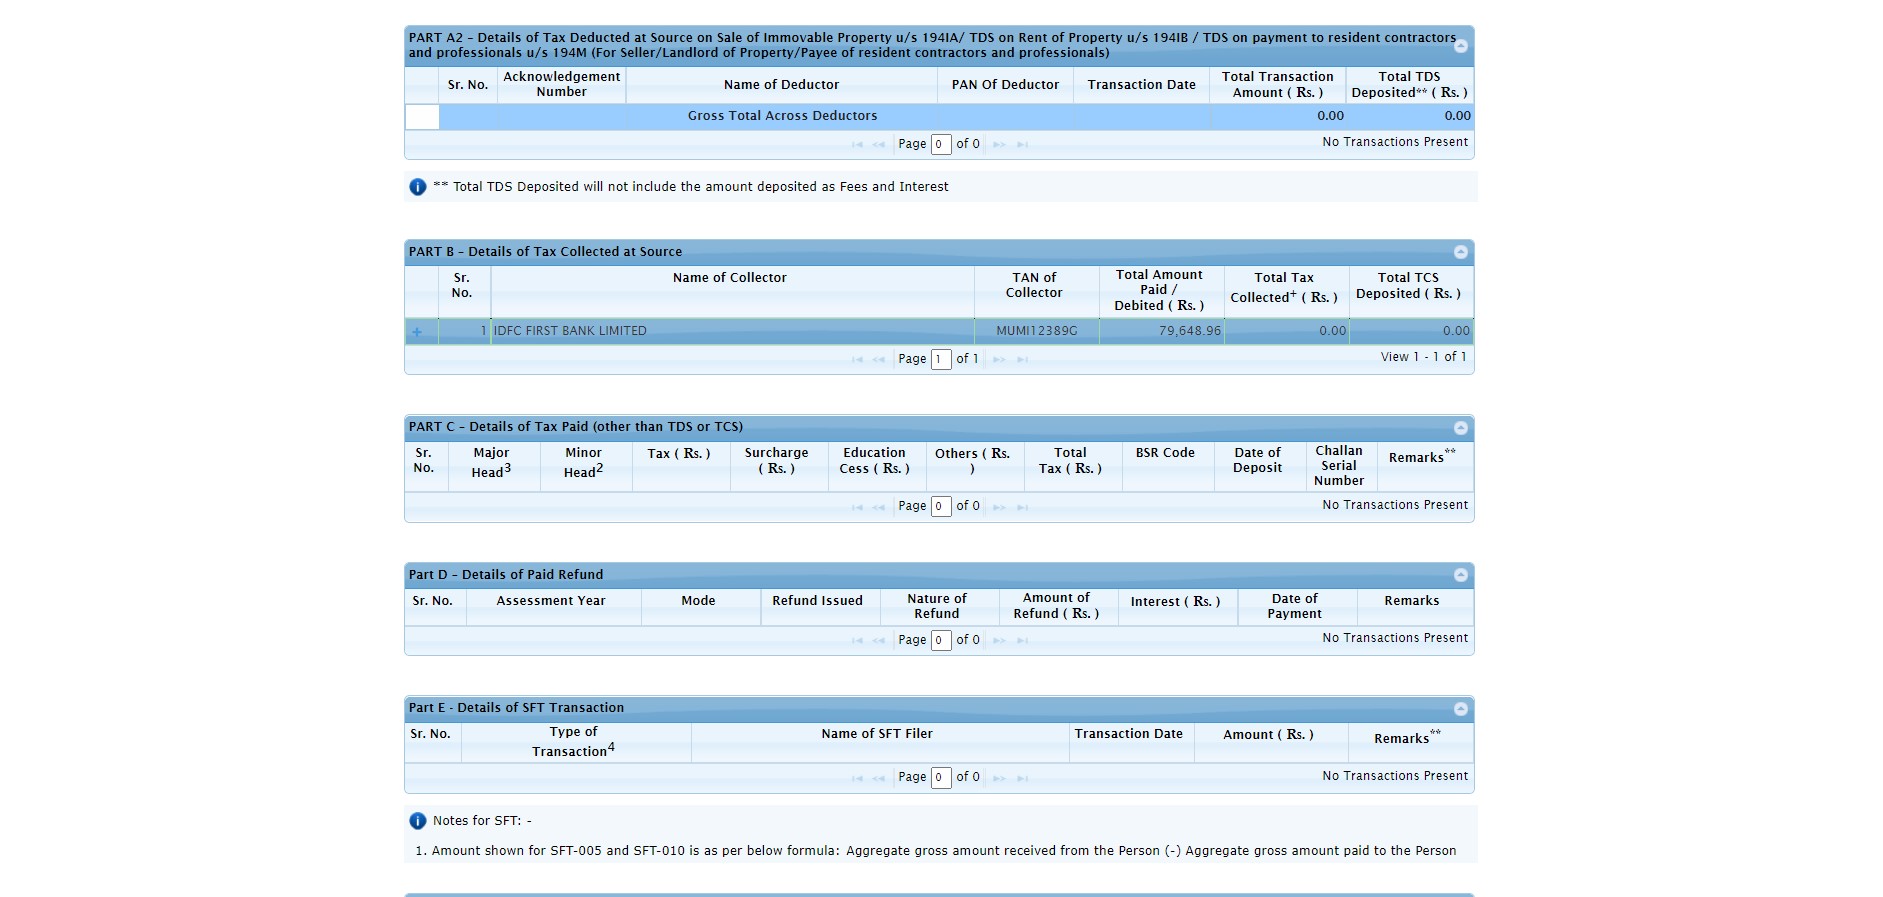 PART A2 - Details of Tax Deducted at Source on Sale of Immovable Property u/s 194IA/ TDS on Rent of Property u/s 194IB / TDS on payment to resident contractors
and professionals u/s 194M (For Seller/Landlord of Property/Payee of resident contractors and professionals)
Sr. No. Acknowledgement Number Name of Deductor PAN Of Deductor Transaction Date Total Transaction Amount ( Rs. ) Total TDS Deposited** ( Rs. )
Gross Total Across Deductors 0.00 0.00
Page 0 of 0 No Transactions Present
** Total TDS Deposited will not include the amount deposited as Fees and Interest
PART B - Details of Tax Collected at Source
Sr. No. Name of Collector TAN of Collector Total Amount Paid / Debited ( Rs. ) Total Tax Collected+ ( Rs. ) Total TCS Deposited ( Rs. )
+ 1 IDFC FIRST BANK LIMITED MUMI12389G 79,648.96 0.00 0.00
Page 1 of 1 View 1 - 1 of 1
PART C - Details of Tax Paid (other than TDS or TCS)
Sr. No. Major Head3 Minor Head2 Tax ( Rs. ) Surcharge ( Rs. ) Education Cess ( Rs. ) Others ( Rs. ) Total Tax ( Rs. ) BSR Code Date of Deposit Challan Serial Number Remarks**
Page 0 of 0 No Transactions Present
Part D - Details of Paid Refund
Sr. No. Assessment Year Mode Refund Issued Nature of Refund Amount of Refund ( Rs. ) Interest ( Rs. ) Date of Payment Remarks
Page 0 of 0 No Transactions Present
Part E - Details of SFT Transaction
Sr. No. Type of Transaction4 Name of SFT Filer Transaction Date Amount ( Rs. ) Remarks**
Page 0 of 0 No Transactions Present
Notes for SFT: -
1. Amount shown for SFT-005 and SFT-010 is as per below formula: Aggregate gross amount received from the Person (-) Aggregate gross amount paid to the Person